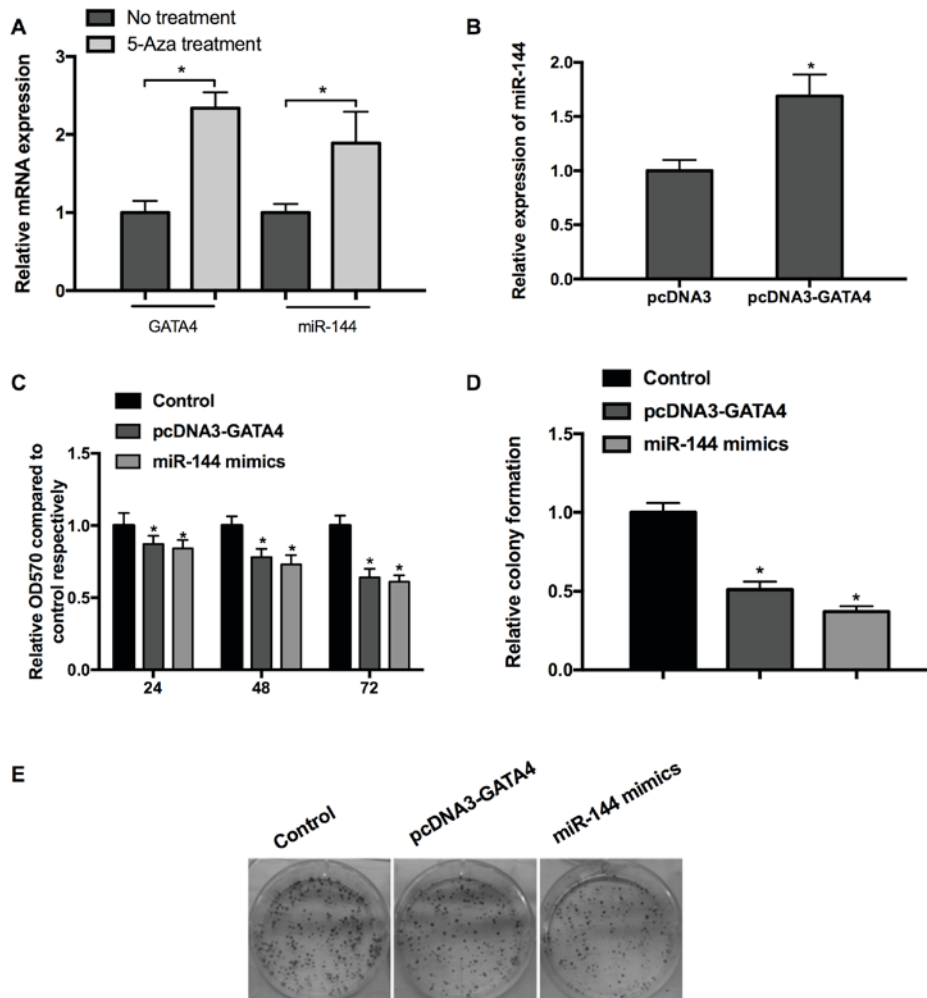 A
No treatment
5-Aza treatment
Relative mRNA expression
3
2
1
0
*
*
GATA4
miR-144
B
Relative expression of miR-144
2.0
1.5
1.0
0.5
0.0
*
pcDNA3
pcDNA3-GATA4
C
Control
pcDNA3-GATA4
miR-144 mimics
Relative OD570 compared to
control respectively
1.5
1.0
0.5
0.0
*
*
*
*
*
*
24
48
72
D
Control
pcDNA3-GATA4
miR-144 mimics
Relative colony formation
1.5
1.0
0.5
0.0
*
*
E
Control
pcDNA3-GATA4
miR-144 mimics